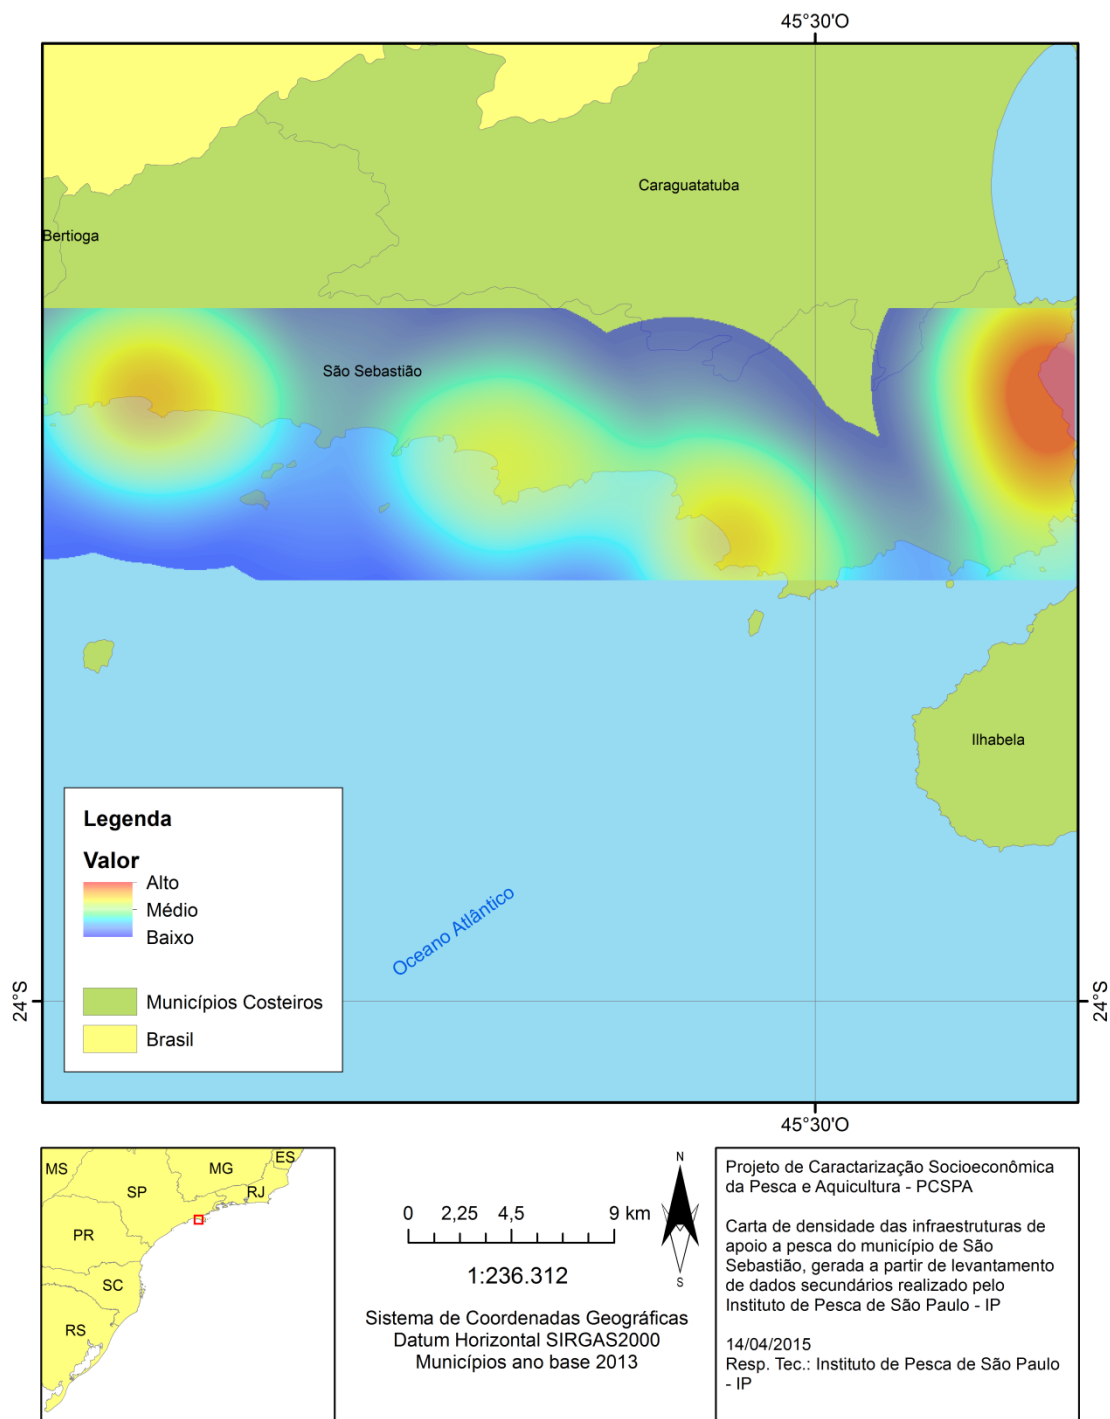 45°30'O
Caraguatatuba
Bertioga
São Sebastião
Ilhabela
Legenda
Valor
Alto
Médio
Baixo
Municípios Costeiros
Brasil
Oceano Atlântico
24°S
24°S
45°30'O
MS
MG
ES
SP
RJ
PR
SC
RS
0 2,25 4,5 9 km
1:236.312
Sistema de Coordenadas Geográficas
Datum Horizontal SIRGAS2000
Municípios ano base 2013
N
S
Projeto de Caractarização Socioeconômica
da Pesca e Aquicultura - PCSPA
Carta de densidade das infraestruturas de
apoio a pesca do município de São
Sebastião, gerada a partir de levantamento
de dados secundários realizado pelo
Instituto de Pesca de São Paulo - IP
14/04/2015
Resp. Tec.: Instituto de Pesca de São Paulo
- IP